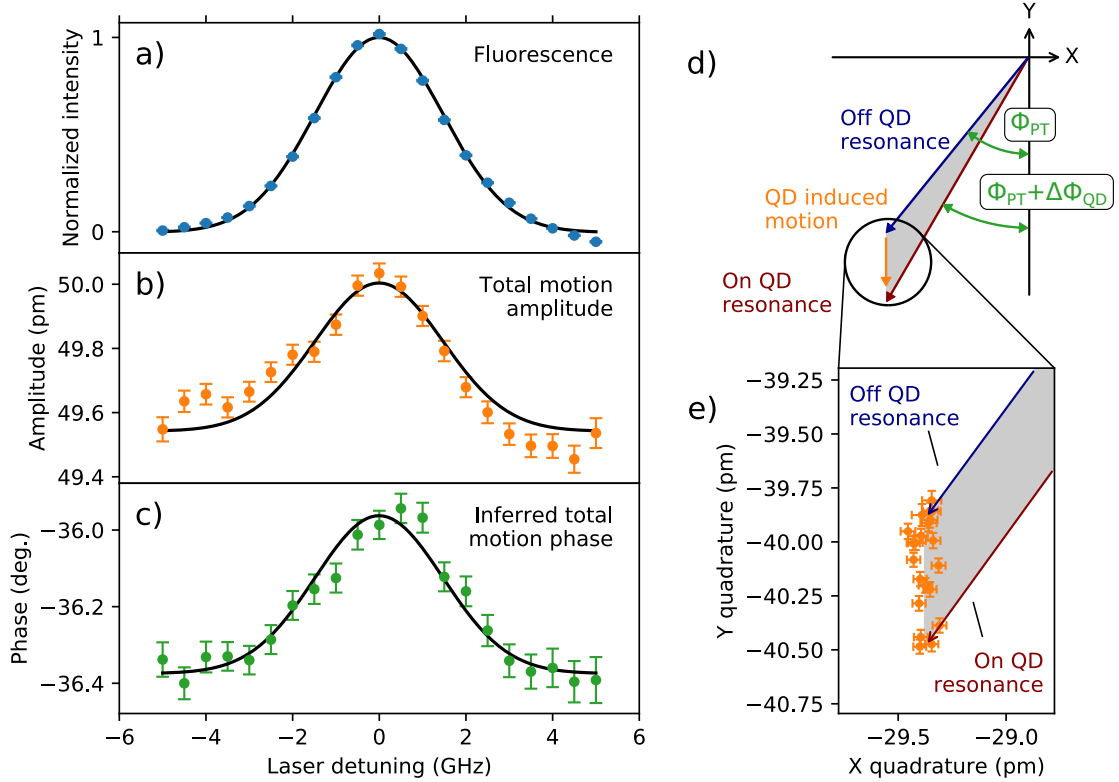 a)
Fluorescence
Normalized intensity
1
0
b)
Total motion
amplitude
Amplitude (pm)
50.0
49.8
49.6
49.4
c)
Inferred total
motion phase
Phase (deg.)
−36.0
−36.2
−36.4
−6
−4
−2
0
2
4
6
Laser detuning (GHz)
d)
Y
X
Off QD
resonance
Φ_PT
QD induced
motion
Φ_PT+ΔΦ_QD
On QD
resonance
e)
Off QD
resonance
On QD
resonance
Y quadrature (pm)
−39.25
−39.50
−39.75
−40.00
−40.25
−40.50
−40.75
−29.5
−29.0
X quadrature (pm)